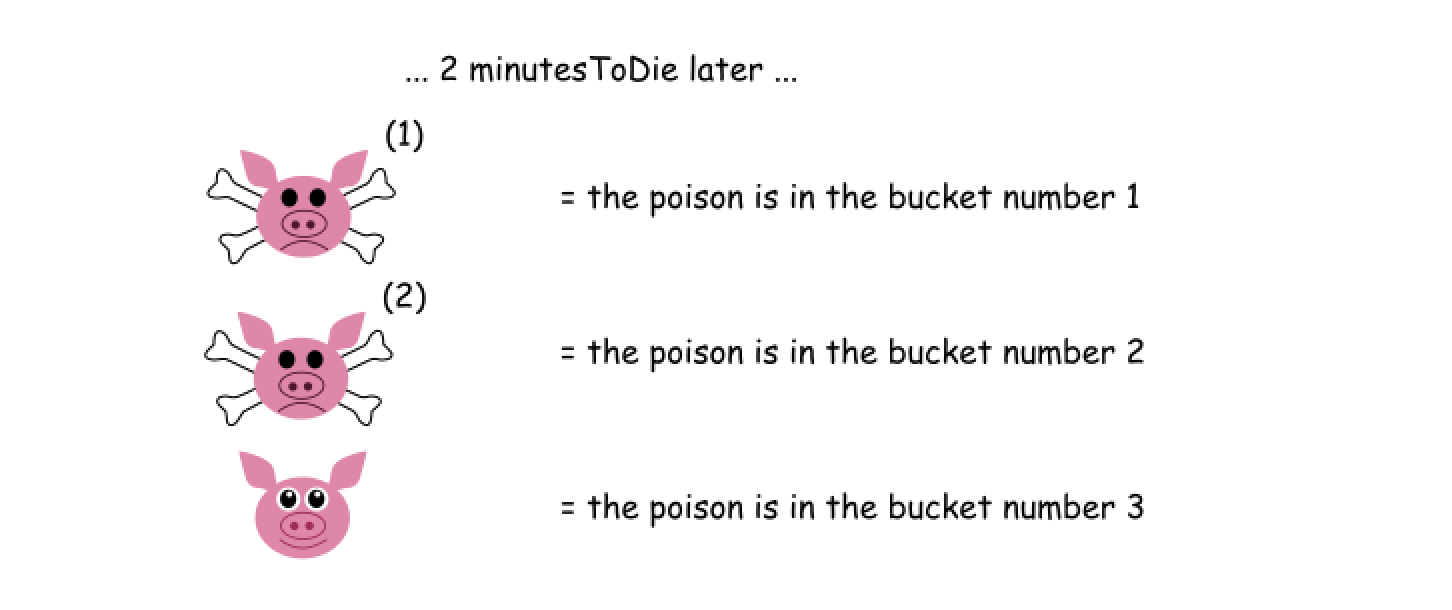 ... 2 minutesToDie later ...
(1)
= the poison is in the bucket number 1
(2)
= the poison is in the bucket number 2
= the poison is in the bucket number 3